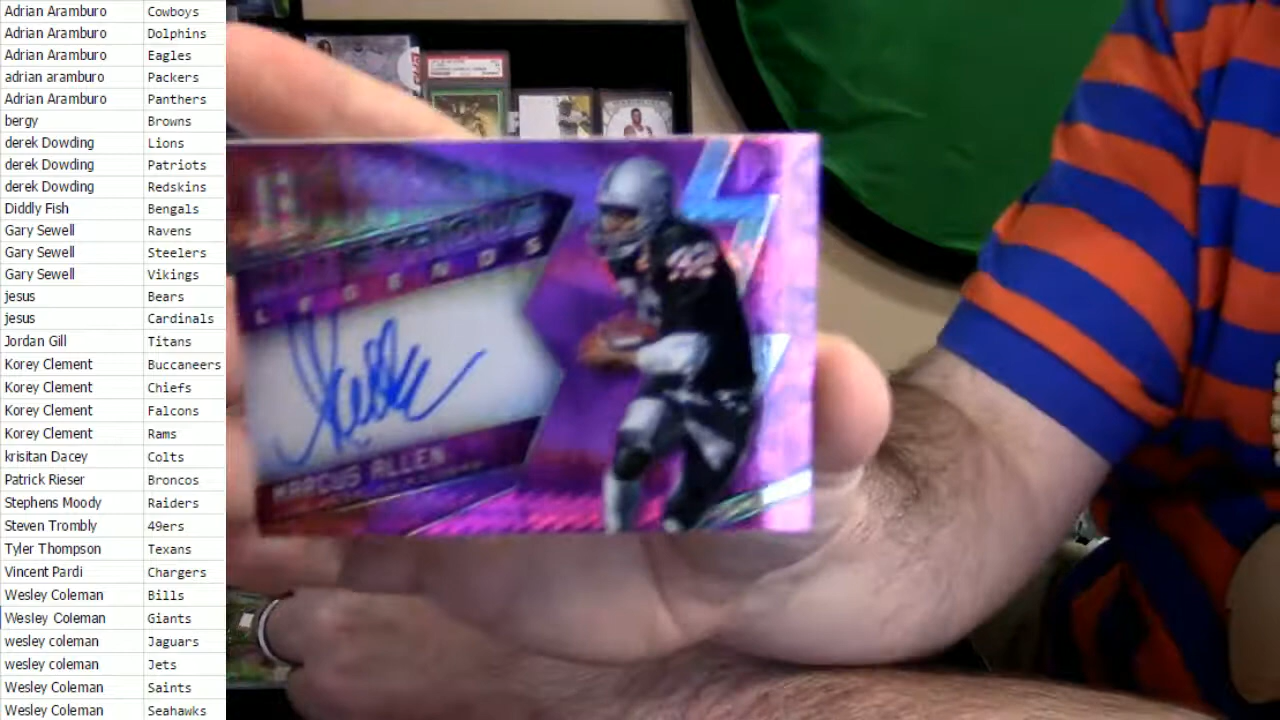 Adrian Aramburo Cowboys
Adrian Aramburo Dolphins
Adrian Aramburo Eagles
adrian aramburo Packers
Adrian Aramburo Panthers
bergy Browns
derek Dowding Lions
derek Dowding Patriots
derek Dowding Redskins
Diddly Fish Bengals
Gary Sewell Ravens
Gary Sewell Steelers
Gary Sewell Vikings
jesus Bears
jesus Cardinals
Jordan Gill Titans
Korey Clement Buccaneers
Korey Clement Chiefs
Korey Clement Falcons
Korey Clement Rams
krisitan Dacey Colts
Patrick Rieser Broncos
Stephens Moody Raiders
Steven Trombly 49ers
Tyler Thompson Texans
Vincent Pardi Chargers
Wesley Coleman Bills
Wesley Coleman Giants
wesley coleman Jaguars
wesley coleman Jets
Wesley Coleman Saints
Wesley Coleman Seahawks
LEGENDS
MARCUS ALLEN